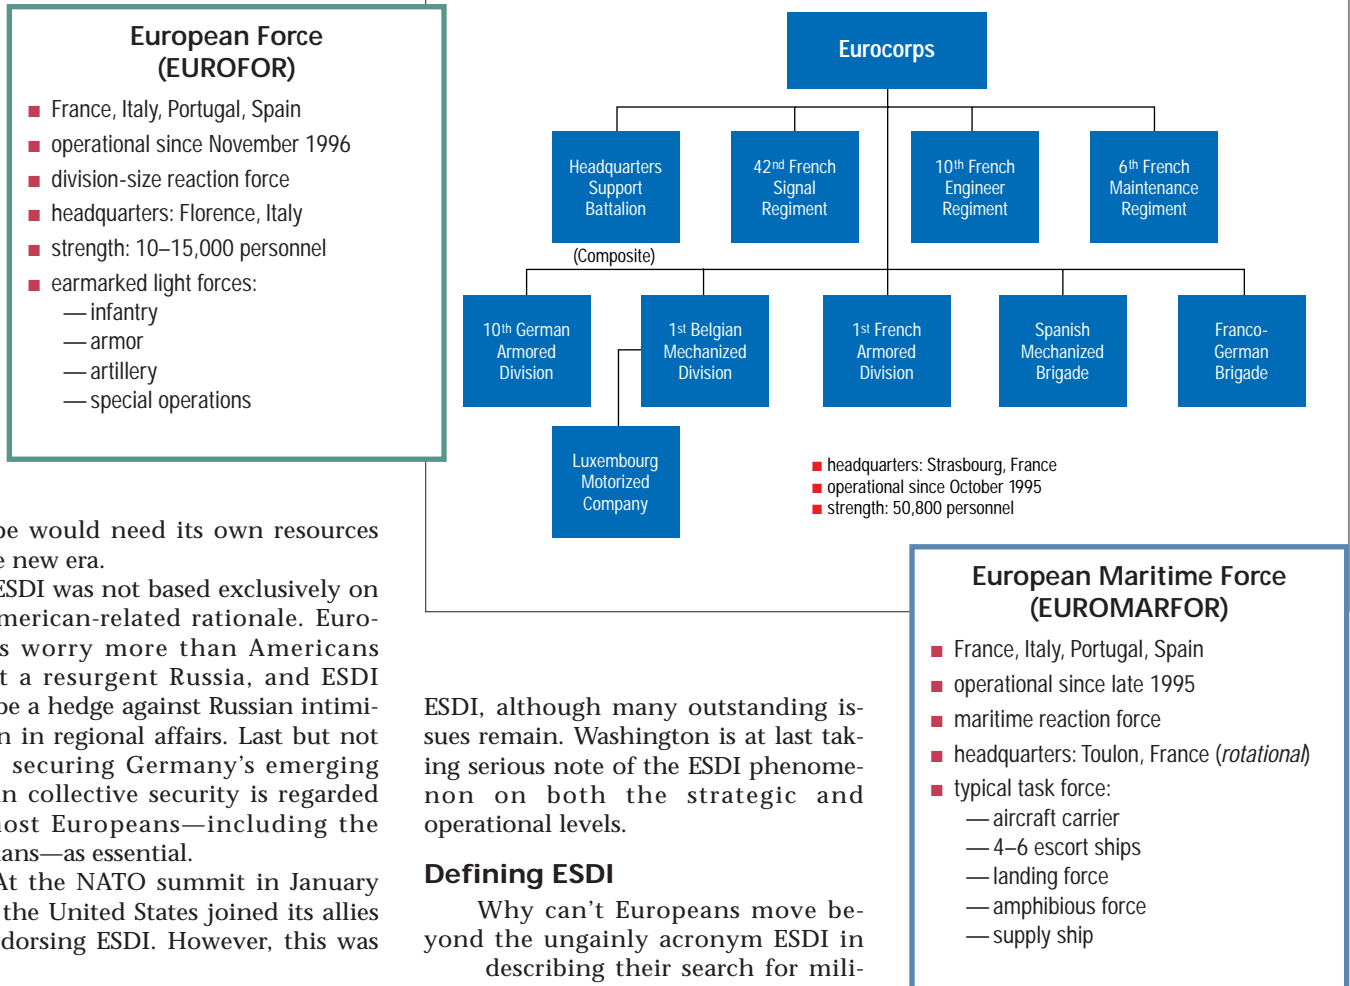 European Force
(EUROFOR)
■ France, Italy, Portugal, Spain
■ operational since November 1996
■ division-size reaction force
■ headquarters: Florence, Italy
■ strength: 10–15,000 personnel
■ earmarked light forces:
— infantry
— armor
— artillery
— special operations
Eurocorps
Headquarters
Support
Battalion
(Composite)
42nd French
Signal
Regiment
10th French
Engineer
Regiment
6th French
Maintenance
Regiment
10th German
Armored
Division
1st Belgian
Mechanized
Division
1st French
Armored
Division
Spanish
Mechanized
Brigade
Franco-
German
Brigade
Luxembourg
Motorized
Company
■ headquarters: Strasbourg, France
■ operational since October 1995
■ strength: 50,800 personnel
would need its own resources
new era.
ESDI was not based exclusively on
merican-related rationale. Euro-
s worry more than Americans
t a resurgent Russia, and ESDI
be a hedge against Russian intimi-
n in regional affairs. Last but not
securing Germany's emerging
in collective security is regarded
most Europeans—including the
ans—as essential.
At the NATO summit in January
the United States joined its allies
dorsing ESDI. However, this was
ESDI, although many outstanding is-
sues remain. Washington is at last tak-
ing serious note of the ESDI phenome-
non on both the strategic and
operational levels.
Defining ESDI
Why can't Europeans move be-
yond the ungainly acronym ESDI in
describing their search for mili-
European Maritime Force
(EUROMARFOR)
■ France, Italy, Portugal, Spain
■ operational since late 1995
■ maritime reaction force
■ headquarters: Toulon, France (rotational)
■ typical task force:
— aircraft carrier
— 4–6 escort ships
— landing force
— amphibious force
— supply ship